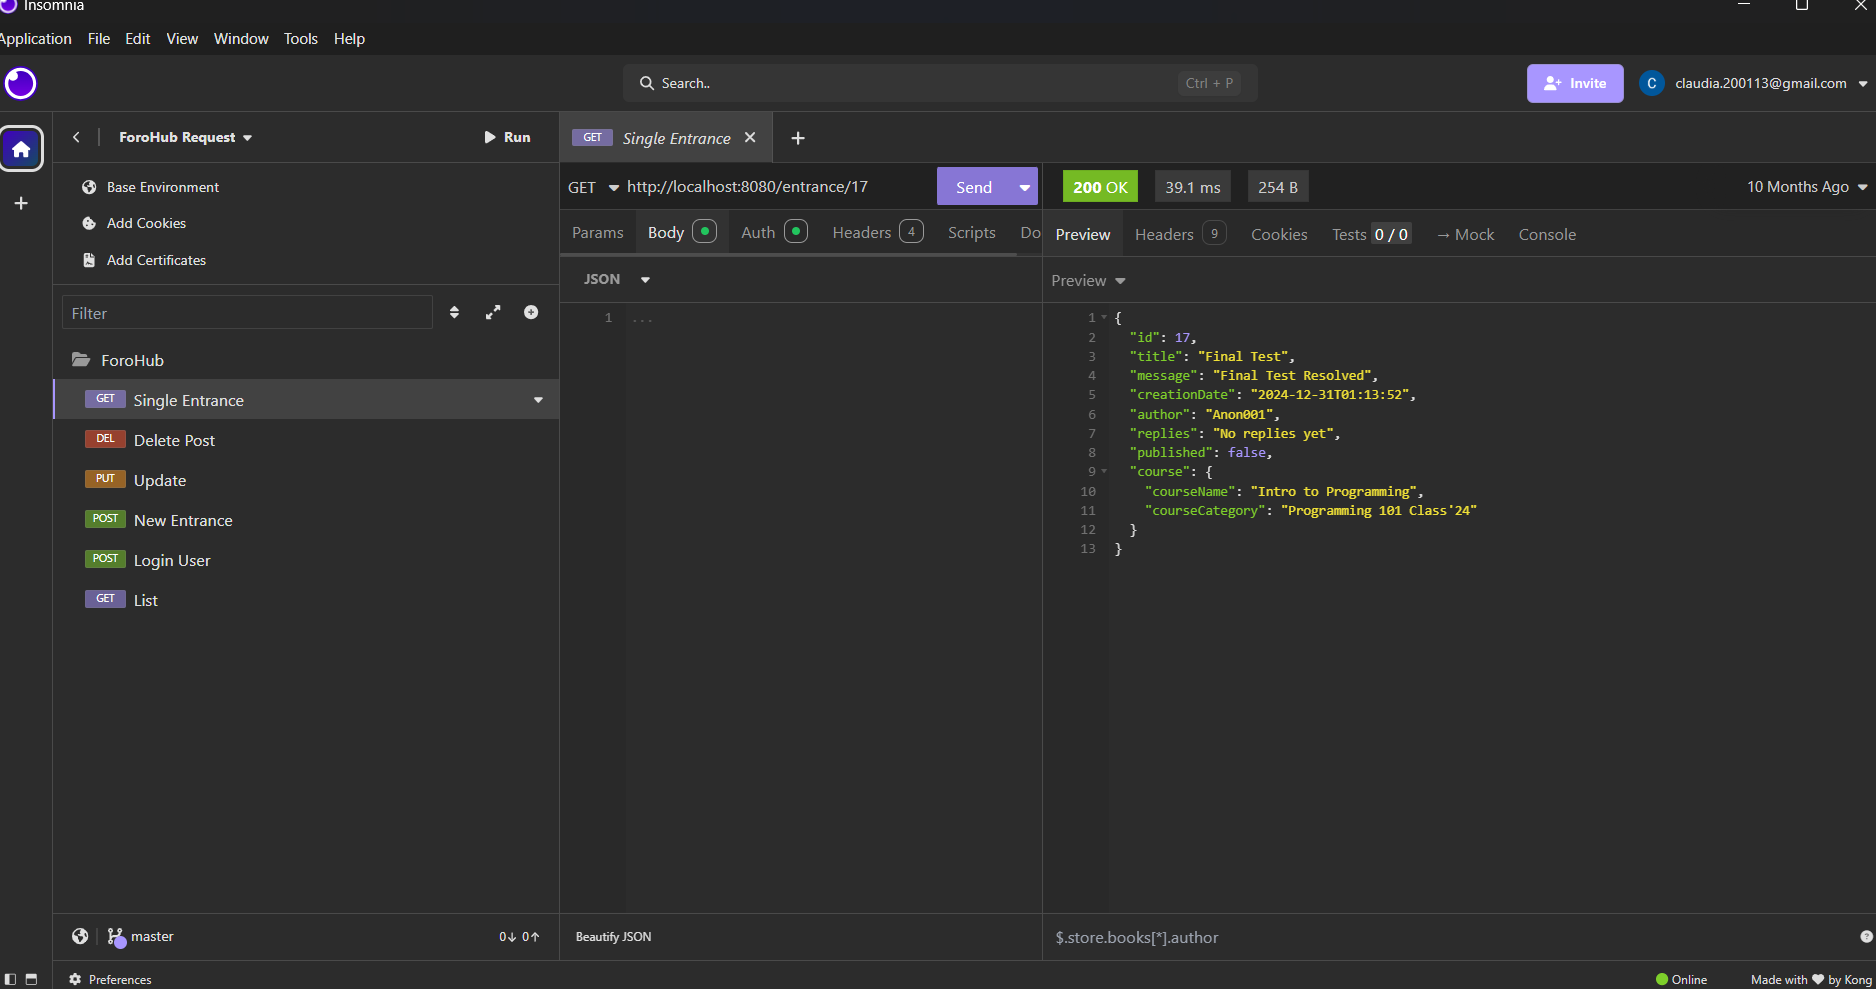 Insomnia
Application File Edit View Window Tools Help
Search.. Ctrl + P
Invite
C claudia.200113@gmail.com
ForoHub Request
Run
Base Environment
Add Cookies
Add Certificates
Filter
ForoHub
GET Single Entrance
DEL Delete Post
PUT Update
POST New Entrance
POST Login User
GET List
master 0↓ 0↑
Preferences
GET Single Entrance
GET http://localhost:8080/entrance/17 Send
Params Body Auth Headers 4 Scripts Do
JSON
1 ...
Beautify JSON
200 OK 39.1 ms 254 B 10 Months Ago
Preview Headers 9 Cookies Tests 0 / 0 → Mock Console
Preview
1 {
2 "id": 17,
3 "title": "Final Test",
4 "message": "Final Test Resolved",
5 "creationDate": "2024-12-31T01:13:52",
6 "author": "Anon001",
7 "replies": "No replies yet",
8 "published": false,
9 "course": {
10 "courseName": "Intro to Programming",
11 "courseCategory": "Programming 101 Class'24"
12 }
13 }
$.store.books[*].author
Online
Made with ♥ by Kong